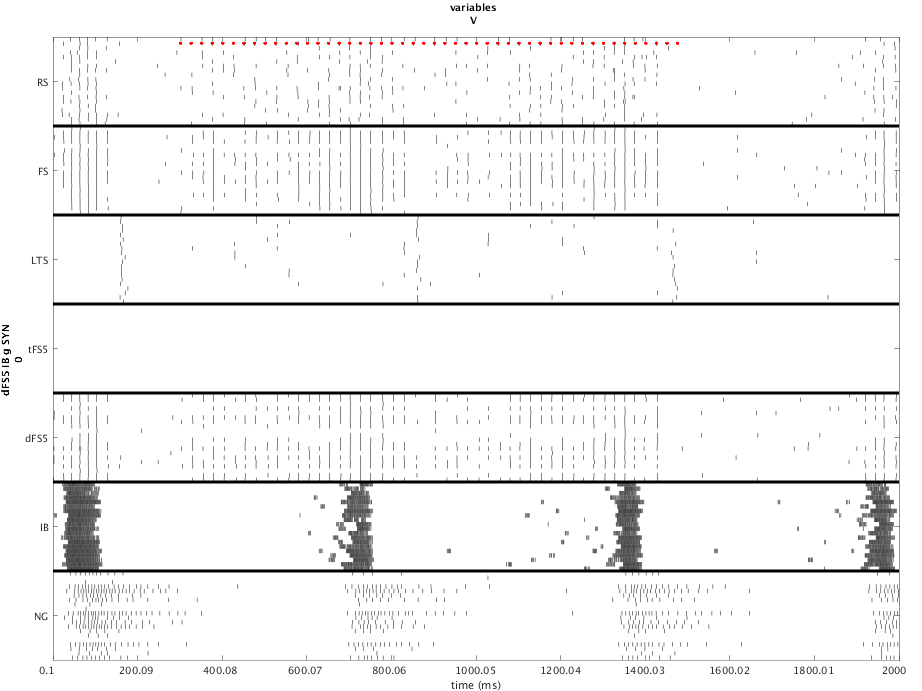 variables
V
RS
FS
LTS
dFS5 IB g SYN
0
tFS5
dFS5
IB
NG
0.1 200.09 400.08 600.07 800.06 1000.05 1200.04 1400.03 1600.02 1800.01 2000
time (ms)